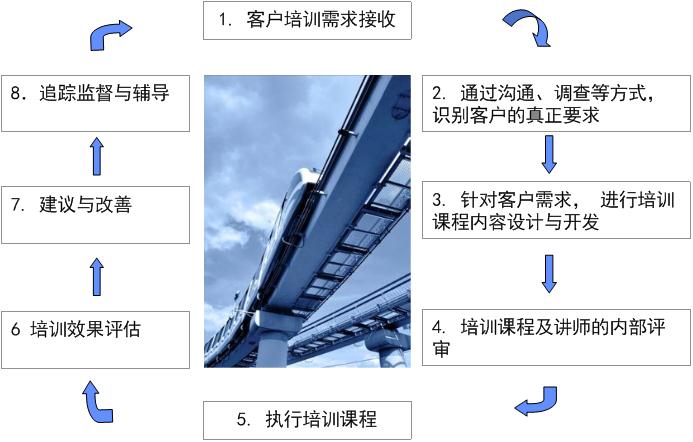 1. 客户培训需求接收
2. 通过沟通、调查等方式，
识别客户的真正要求
3. 针对客户需求， 进行培训
课程内容设计与开发
4. 培训课程及讲师的内部评
审
5. 执行培训课程
6 培训效果评估
7. 建议与改善
8. 追踪监督与辅导